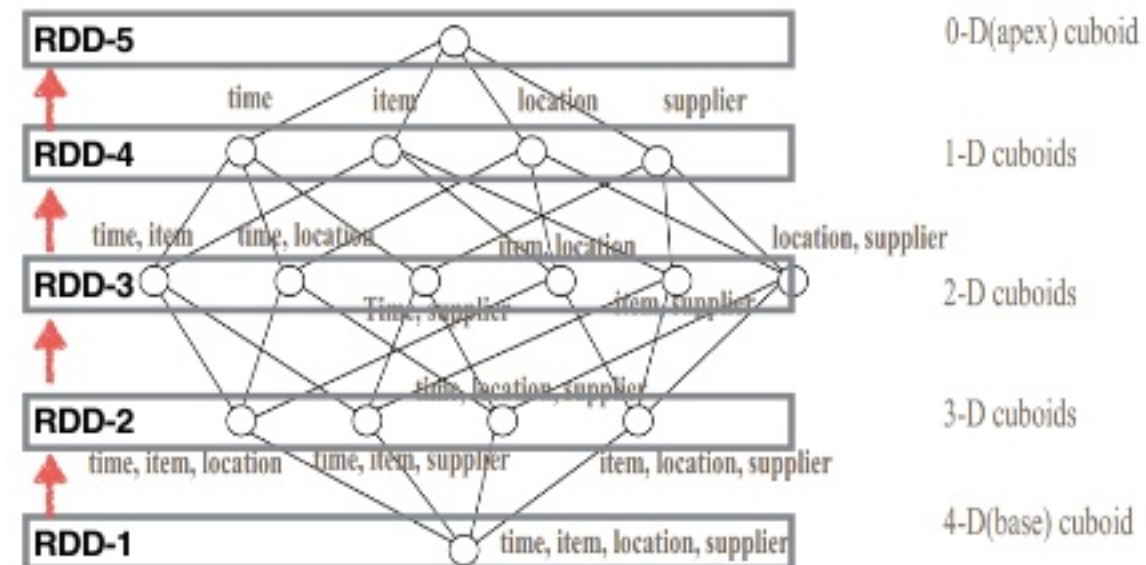 RDD-5
0-D(apex) cuboid
time
item
location
supplier
RDD-4
1-D cuboids
time, item
time, location
item, location
location, supplier
RDD-3
2-D cuboids
Time, supplier
item, supplier
time, location, supplier
RDD-2
3-D cuboids
time, item, location
time, item, supplier
item, location, supplier
RDD-1
time, item, location, supplier
4-D(base) cuboid